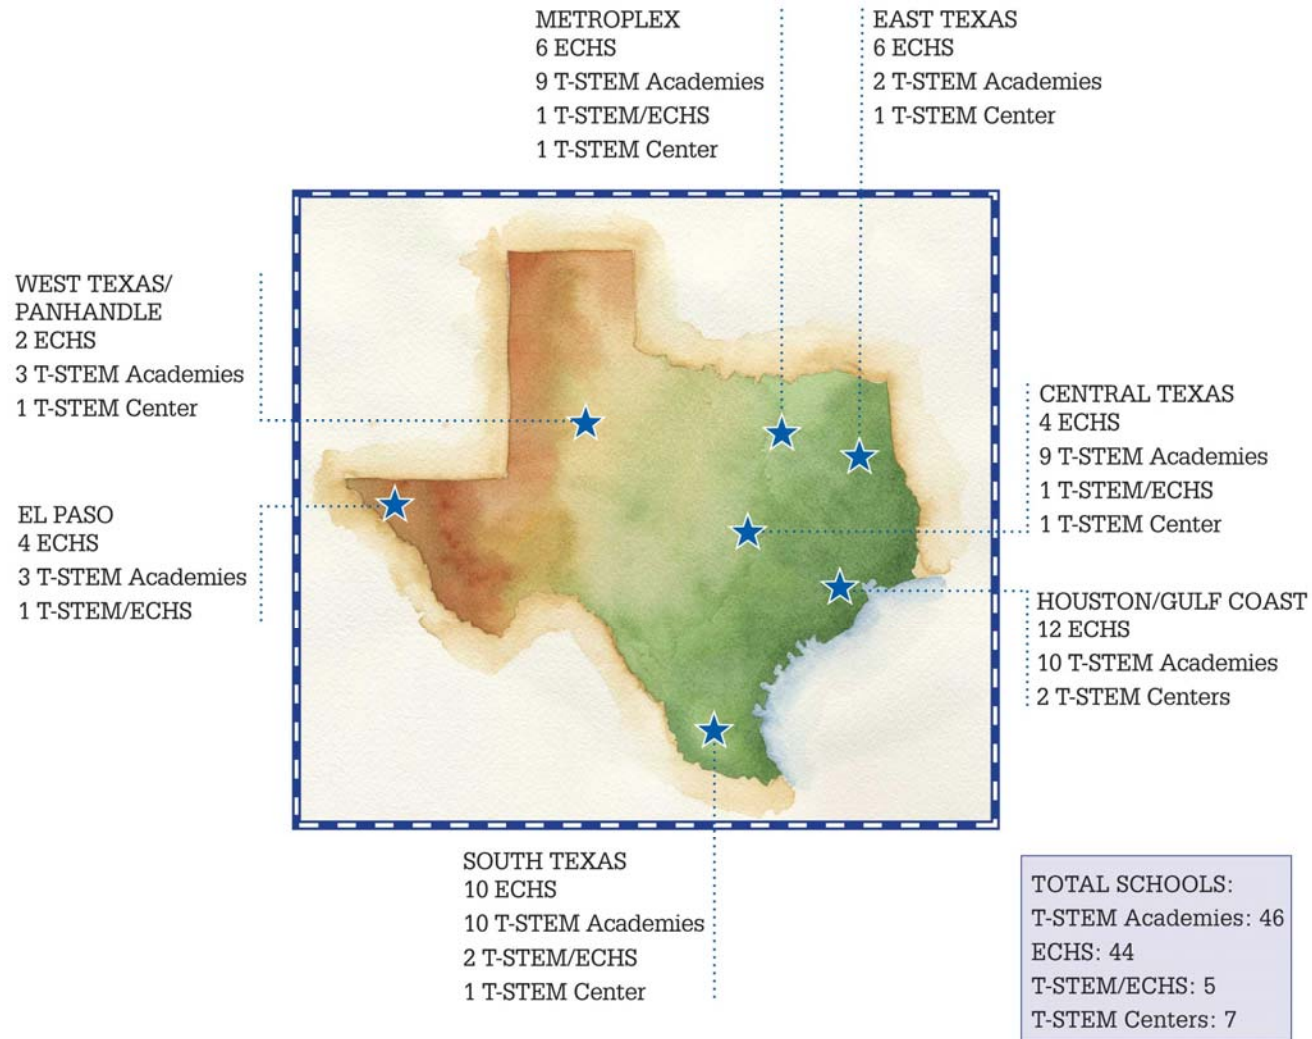 METROPLEX
6 ECHS
9 T-STEM Academies
1 T-STEM/ECHS
1 T-STEM Center
EAST TEXAS
6 ECHS
2 T-STEM Academies
1 T-STEM Center
WEST TEXAS/
PANHANDLE
2 ECHS
3 T-STEM Academies
1 T-STEM Center
EL PASO
4 ECHS
3 T-STEM Academies
1 T-STEM/ECHS
CENTRAL TEXAS
4 ECHS
9 T-STEM Academies
1 T-STEM/ECHS
1 T-STEM Center
HOUSTON/GULF COAST
12 ECHS
10 T-STEM Academies
2 T-STEM Centers
SOUTH TEXAS
10 ECHS
10 T-STEM Academies
2 T-STEM/ECHS
1 T-STEM Center
TOTAL SCHOOLS:
T-STEM Academies: 46
ECHS: 44
T-STEM/ECHS: 5
T-STEM Centers: 7